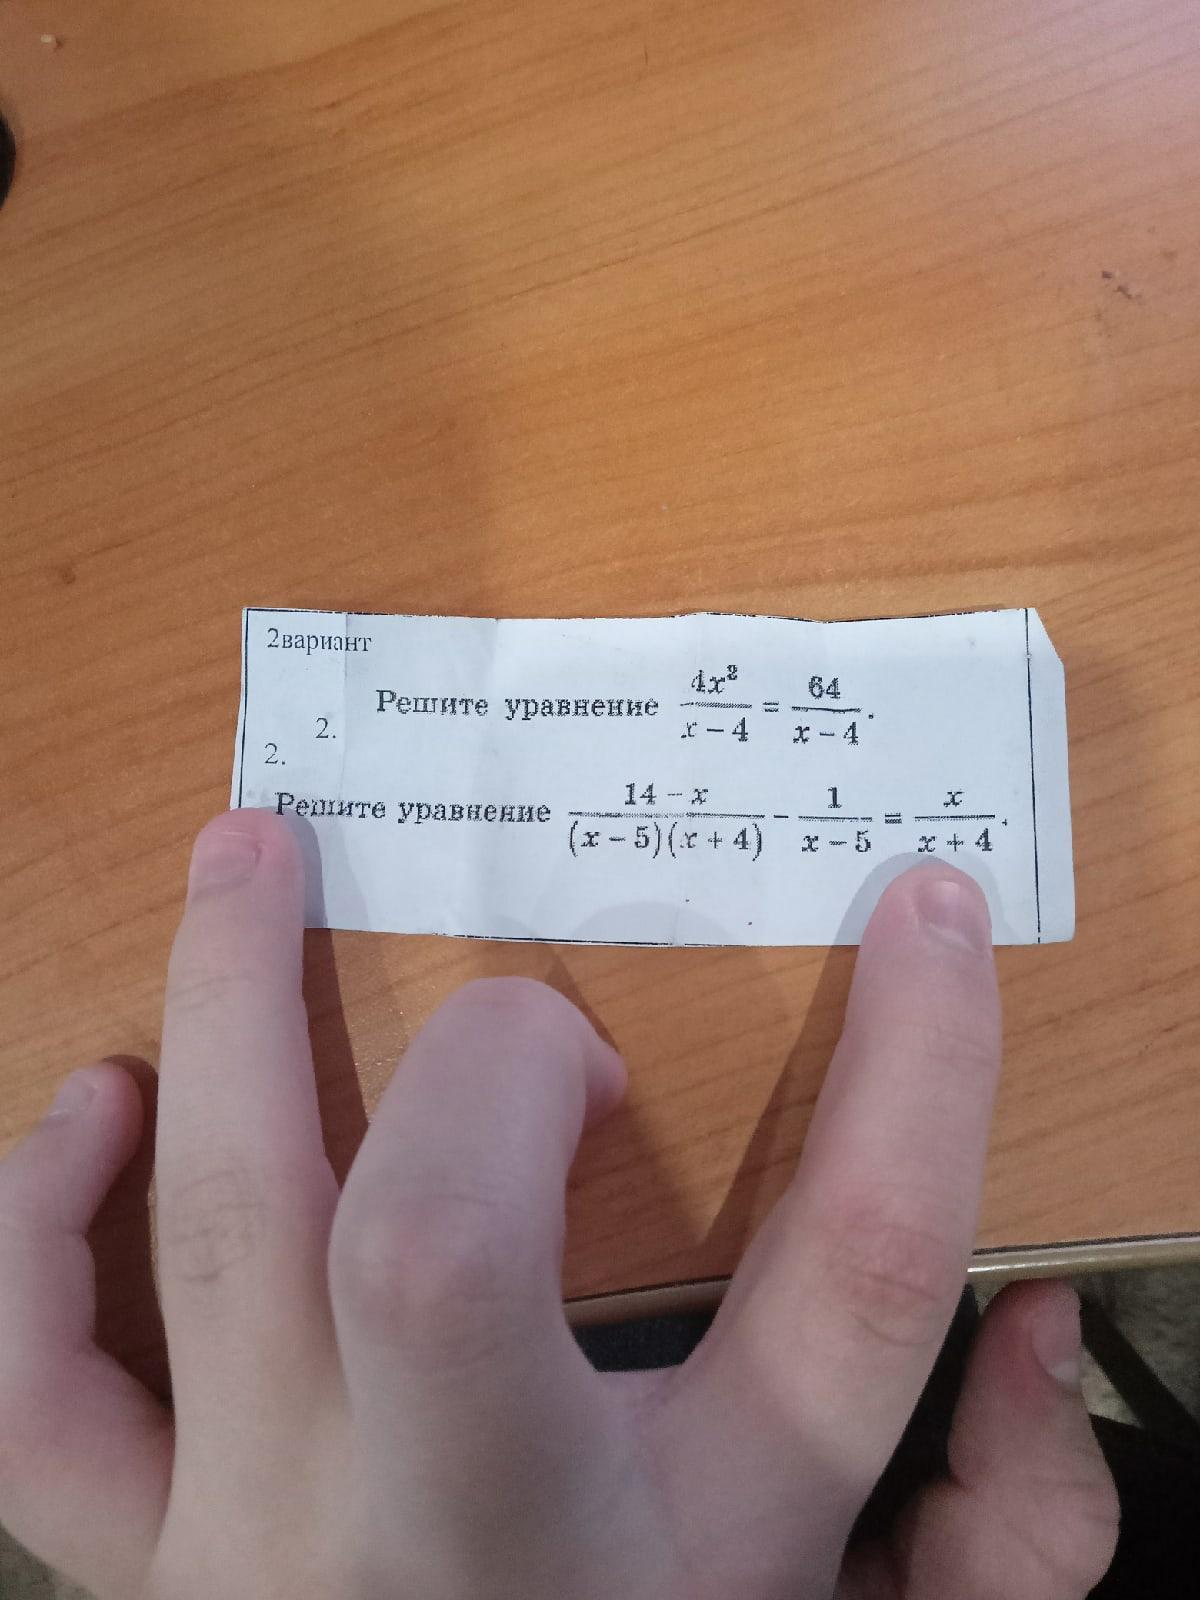 2вариант
Решите уравнение 4x²/(x − 4) = 64/(x − 4).
2.
2.
Решите уравнение (14 − x)/((x − 5)(x + 4)) − 1/(x − 5) = x/(x + 4).